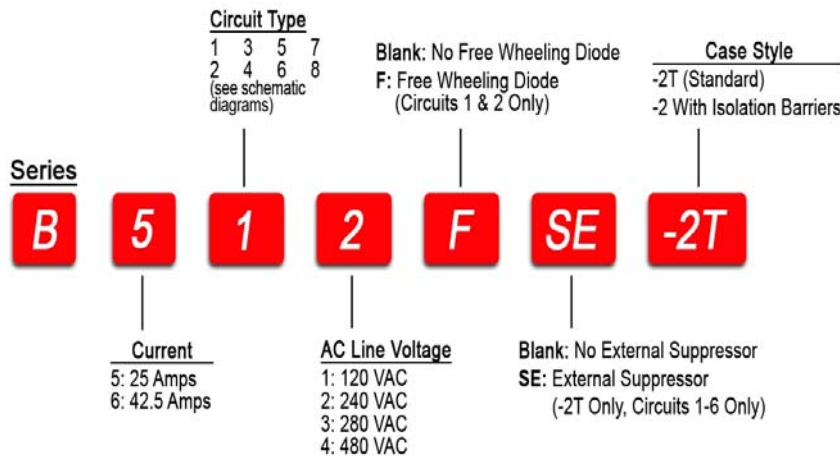 Circuit Type
1 3 5 7
2 4 6 8
(see schematic
diagrams)
Blank: No Free Wheeling Diode
F: Free Wheeling Diode
(Circuits 1 & 2 Only)
Case Style
-2T (Standard)
-2 With Isolation Barriers
Series
B 5 1 2 F SE -2T
Current
5: 25 Amps
6: 42.5 Amps
AC Line Voltage
1: 120 VAC
2: 240 VAC
3: 280 VAC
4: 480 VAC
Blank: No External Suppressor
SE: External Suppressor
(-2T Only, Circuits 1-6 Only)